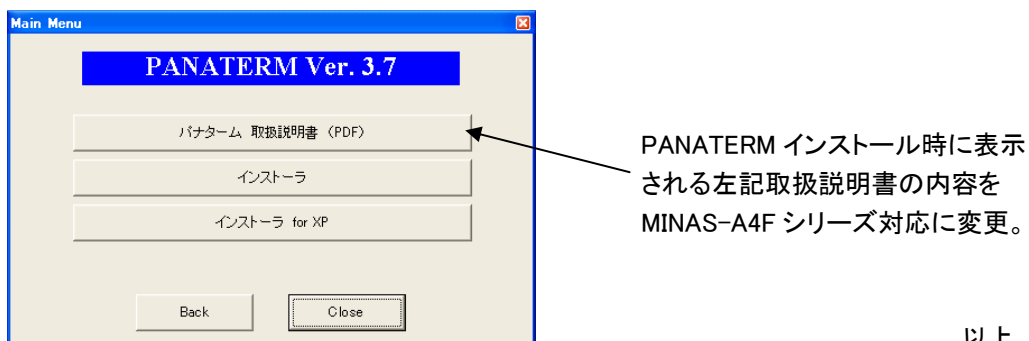 Main Menu
PANATERM Ver. 3.7
パナターム 取扱説明書 (PDF)
インストーラ
インストーラ for XP
Back
Close
PANATERM インストール時に表示
される左記取扱説明書の内容を
MINAS-A4F シリーズ対応に変更。
以上